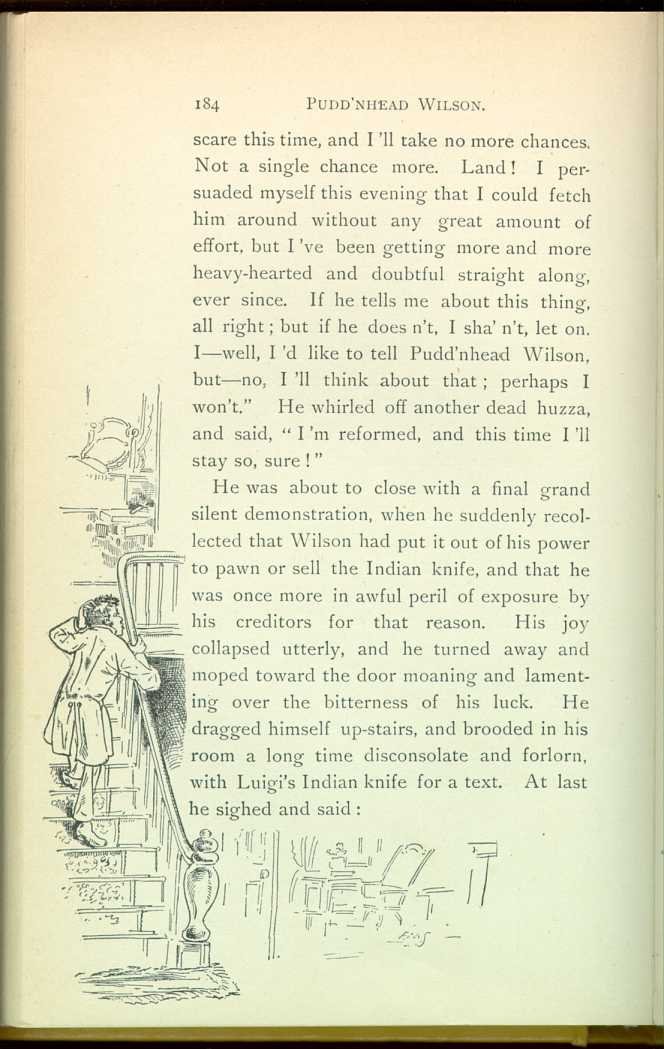 184 PUDD'NHEAD WILSON.
scare this time, and I 'll take no more chances.
Not a single chance more. Land! I per-
suaded myself this evening that I could fetch
him around without any great amount of
effort, but I 've been getting more and more
heavy-hearted and doubtful straight along,
ever since. If he tells me about this thing,
all right; but if he does n't, I sha' n't, let on.
I—well, I 'd like to tell Pudd'nhead Wilson,
but—no, I 'll think about that; perhaps I
won't." He whirled off another dead huzza,
and said, "I 'm reformed, and this time I 'll
stay so, sure!"
He was about to close with a final grand
silent demonstration, when he suddenly recol-
lected that Wilson had put it out of his power
to pawn or sell the Indian knife, and that he
was once more in awful peril of exposure by
his creditors for that reason. His joy
collapsed utterly, and he turned away and
moped toward the door moaning and lament-
ing over the bitterness of his luck. He
dragged himself up-stairs, and brooded in his
room a long time disconsolate and forlorn,
with Luigi's Indian knife for a text. At last
he sighed and said: